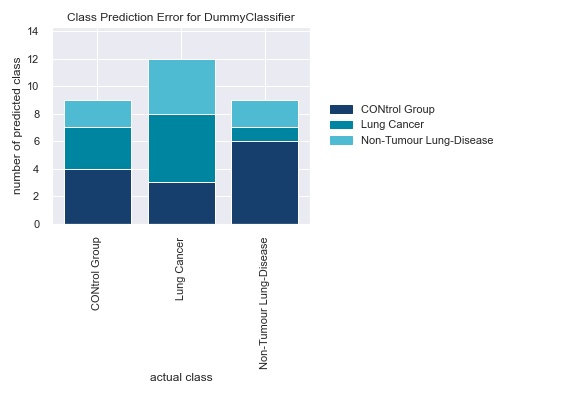 Class Prediction Error for DummyClassifier
number of predicted class
14
12
10
8
6
4
2
0
CONtrol Group
Lung Cancer
Non-Tumour Lung-Disease
actual class
CONtrol Group
Lung Cancer
Non-Tumour Lung-Disease